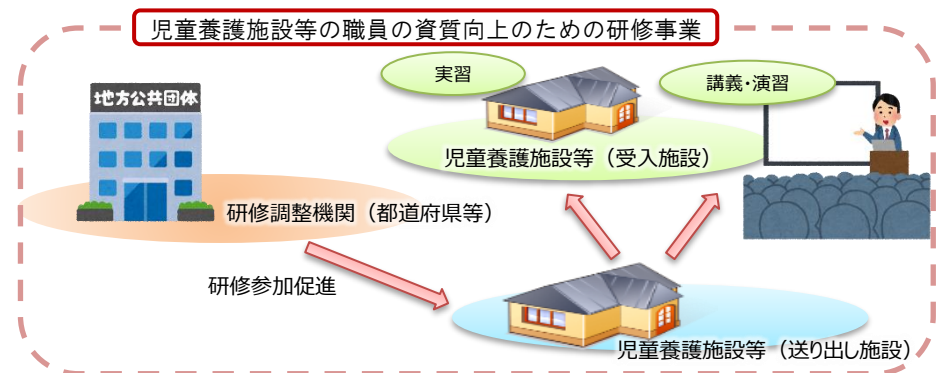 児童養護施設等の職員の資質向上のための研修事業
実習
講義・演習
地方公共団体
児童養護施設等（受入施設）
研修調整機関（都道府県等）
研修参加促進
児童養護施設等（送り出し施設）